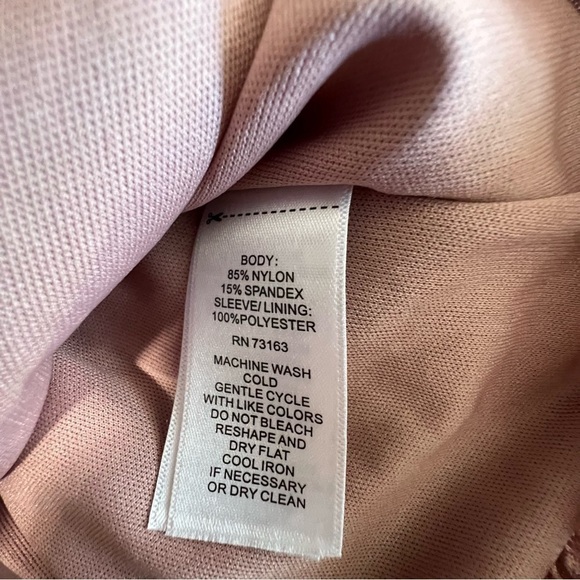 BODY:
85% NYLON
15% SPANDEX
SLEEVE/LINING:
100%POLYESTER
RN 73163
MACHINE WASH
COLD
GENTLE CYCLE
WITH LIKE COLORS
DO NOT BLEACH
RESHAPE AND
DRY FLAT
COOL IRON
IF NECESSARY
OR DRY CLEAN